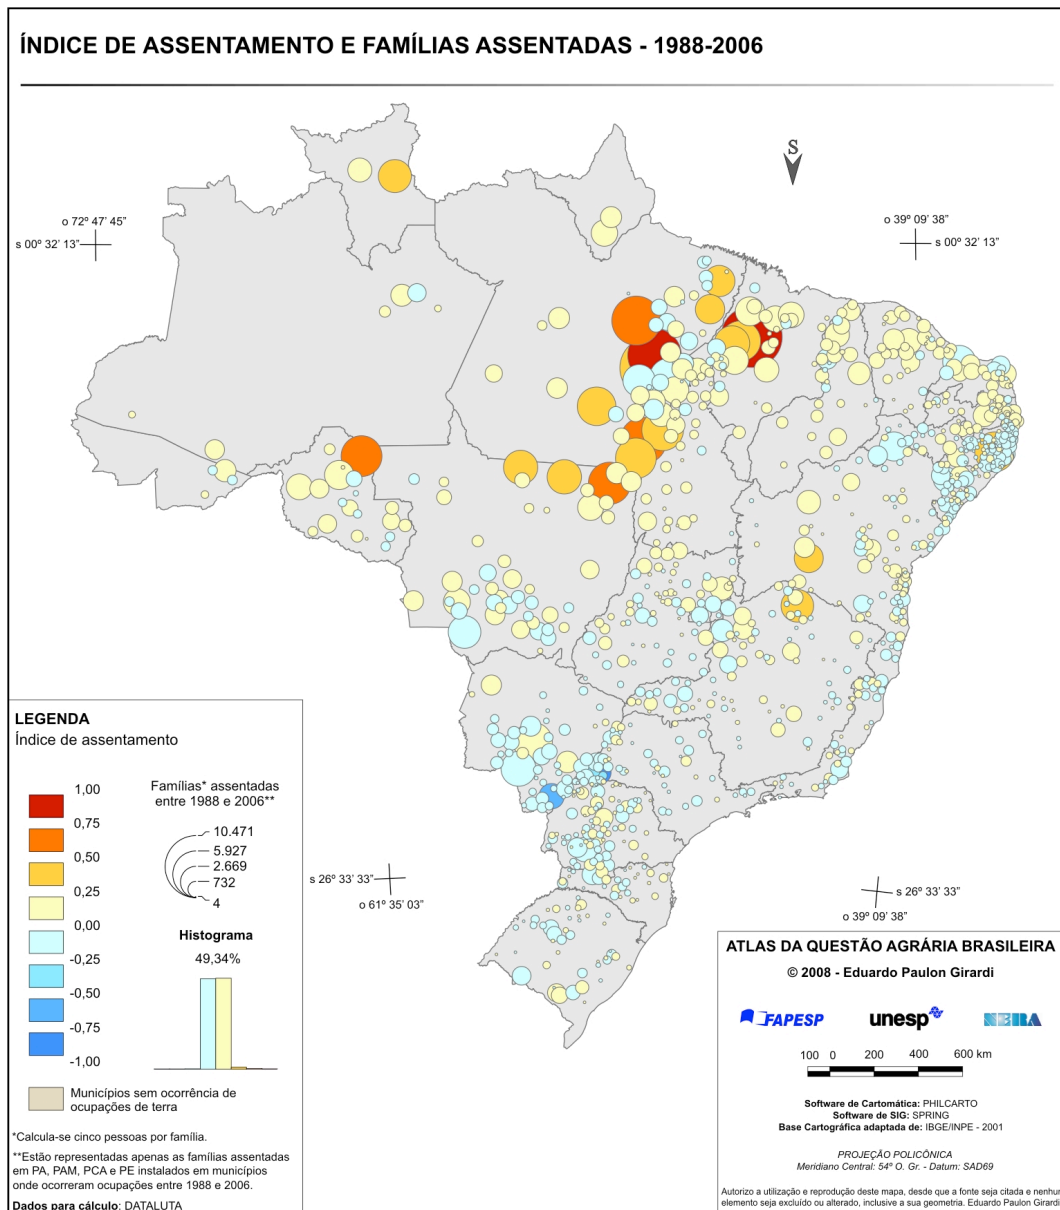 ÍNDICE DE ASSENTAMENTO E FAMÍLIAS ASSENTADAS - 1988-2006
S
o 72º 47' 45”
s 00º 32' 13”
o 39º 09' 38”
s 00º 32' 13”
LEGENDA
Índice de assentamento
1,00
0,75
0,50
0,25
0,00
-0,25
-0,50
-0,75
-1,00
Famílias* assentadas
entre 1988 e 2006**
10.471
5.927
2.669
732
4
Histograma
49,34%
Municípios sem ocorrência de
ocupações de terra
*Calcula-se cinco pessoas por família.
**Estão representadas apenas as famílias assentadas
em PA, PAM, PCA e PE instalados em municípios
onde ocorreram ocupações entre 1988 e 2006.
Dados para cálculo: DATALUTA
s 26º 33' 33”
o 61º 35' 03”
s 26º 33' 33”
o 39º 09' 38”
ATLAS DA QUESTÃO AGRÁRIA BRASILEIRA
© 2008 - Eduardo Paulon Girardi
FAPESP
unesp
NERA
100 0 200 400 600 km
Software de Cartomática: PHILCARTO
Software de SIG: SPRING
Base Cartográfica adaptada de: IBGE/INPE - 2001
PROJEÇÃO POLICÔNICA
Meridiano Central: 54º O. Gr. - Datum: SAD69
Autorizo a utilização e reprodução deste mapa, desde que a fonte seja citada e nenhum
elemento seja excluído ou alterado, inclusive a sua geometria. Eduardo Paulon Girardi